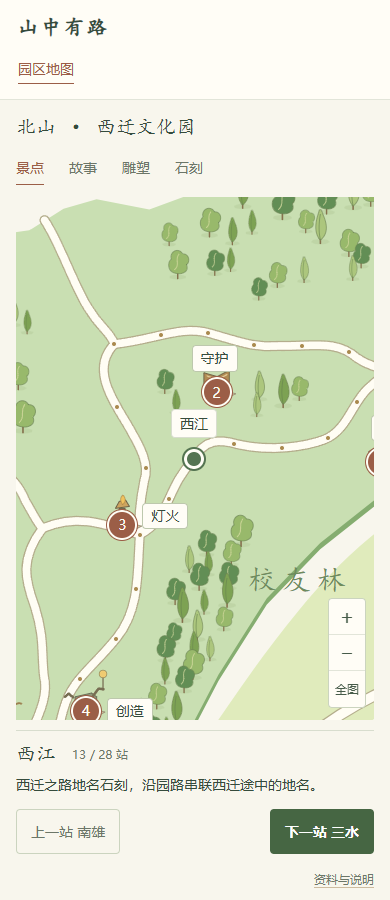 山中有路
园区地图
北山 • 西迁文化园
景点 故事 雕塑 石刻
守护
2
西江
3
灯火
校友林
+
−
全图
4
创造
西江 13 / 28 站
西迁之路地名石刻，沿园路串联西迁途中的地名。
上一站 南雄
下一站 三水
资料与说明